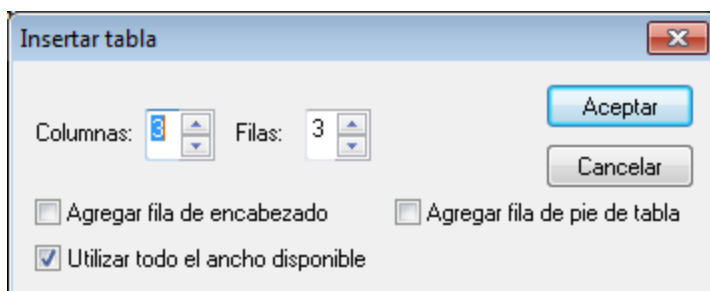 Insertar tabla
Aceptar
Columnas: 3 Filas: 3
Cancelar
Agregar fila de encabezado Agregar fila de pie de tabla
Utilizar todo el ancho disponible